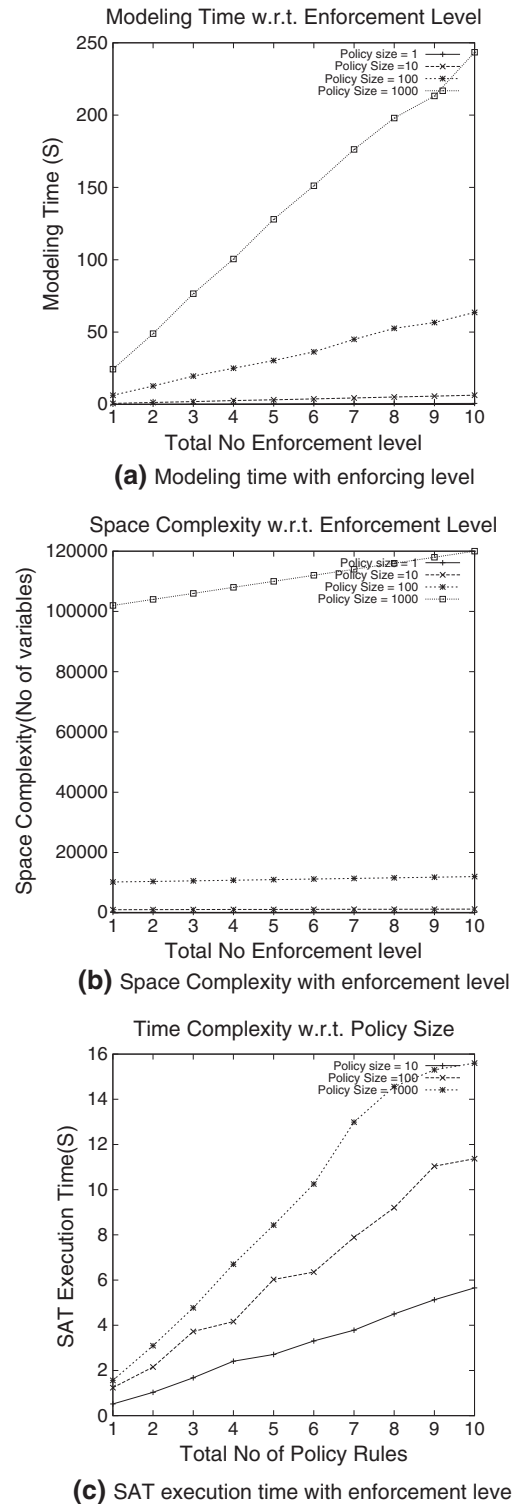 Modeling Time w.r.t. Enforcement Level
250
200
150
100
50
0
Modeling Time (S)
Policy size = 1
Policy Size =10
Policy Size = 100
Policy Size = 1000
1 2 3 4 5 6 7 8 9 10
Total No Enforcement level
(a) Modeling time with enforcing level
Space Complexity w.r.t. Enforcement Level
120000
100000
80000
60000
40000
20000
0
Space Complexity(No of variables)
Policy size = 1
Policy Size =10
Policy Size = 100
Policy Size = 1000
1 2 3 4 5 6 7 8 9 10
Total No Enforcement level
(b) Space Complexity with enforcement level
Time Complexity w.r.t. Policy Size
16
14
12
10
8
6
4
2
0
SAT Execution Time(S)
Policy size = 10
Policy Size =100
Policy Size = 1000
1 2 3 4 5 6 7 8 9 10
Total No of Policy Rules
(c) SAT execution time with enforcement leve